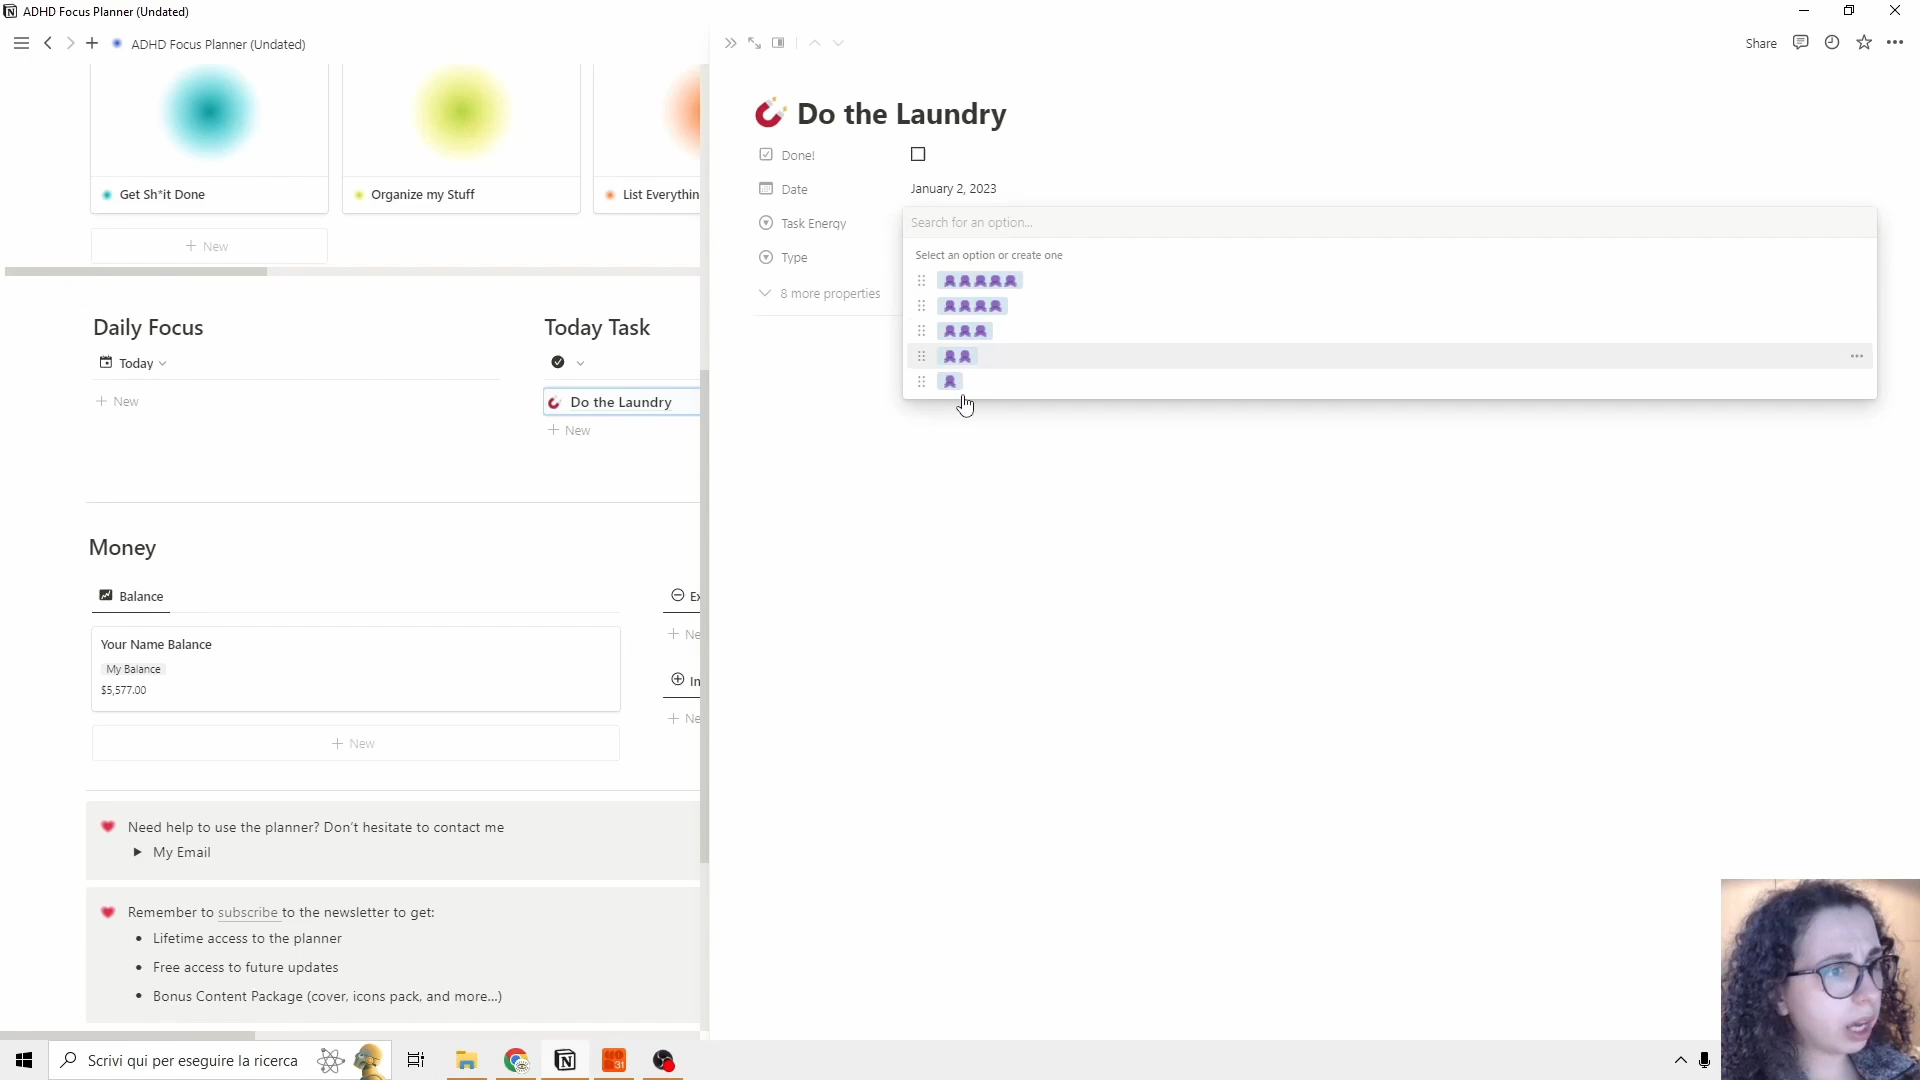 ADHD Focus Planner (Undated)
ADHD Focus Planner (Undated)
Share
Get Sh*it Done
Organize my Stuff
List Everythin
New
Daily Focus
Today
New
Today Task
Do the Laundry
New
Money
Balance
Your Name Balance
My Balance
$5,577.00
New
Ex
Ne
In
Ne
Need help to use the planner? Don't hesitate to contact me
My Email
Remember to subscribe to the newsletter to get:
• Lifetime access to the planner
• Free access to future updates
• Bonus Content Package (cover, icons pack, and more...)
Do the Laundry
Done!
Date January 2, 2023
Task Energy
Search for an option...
Type
Select an option or create one
8 more properties
Scrivi qui per eseguire la ricerca
31